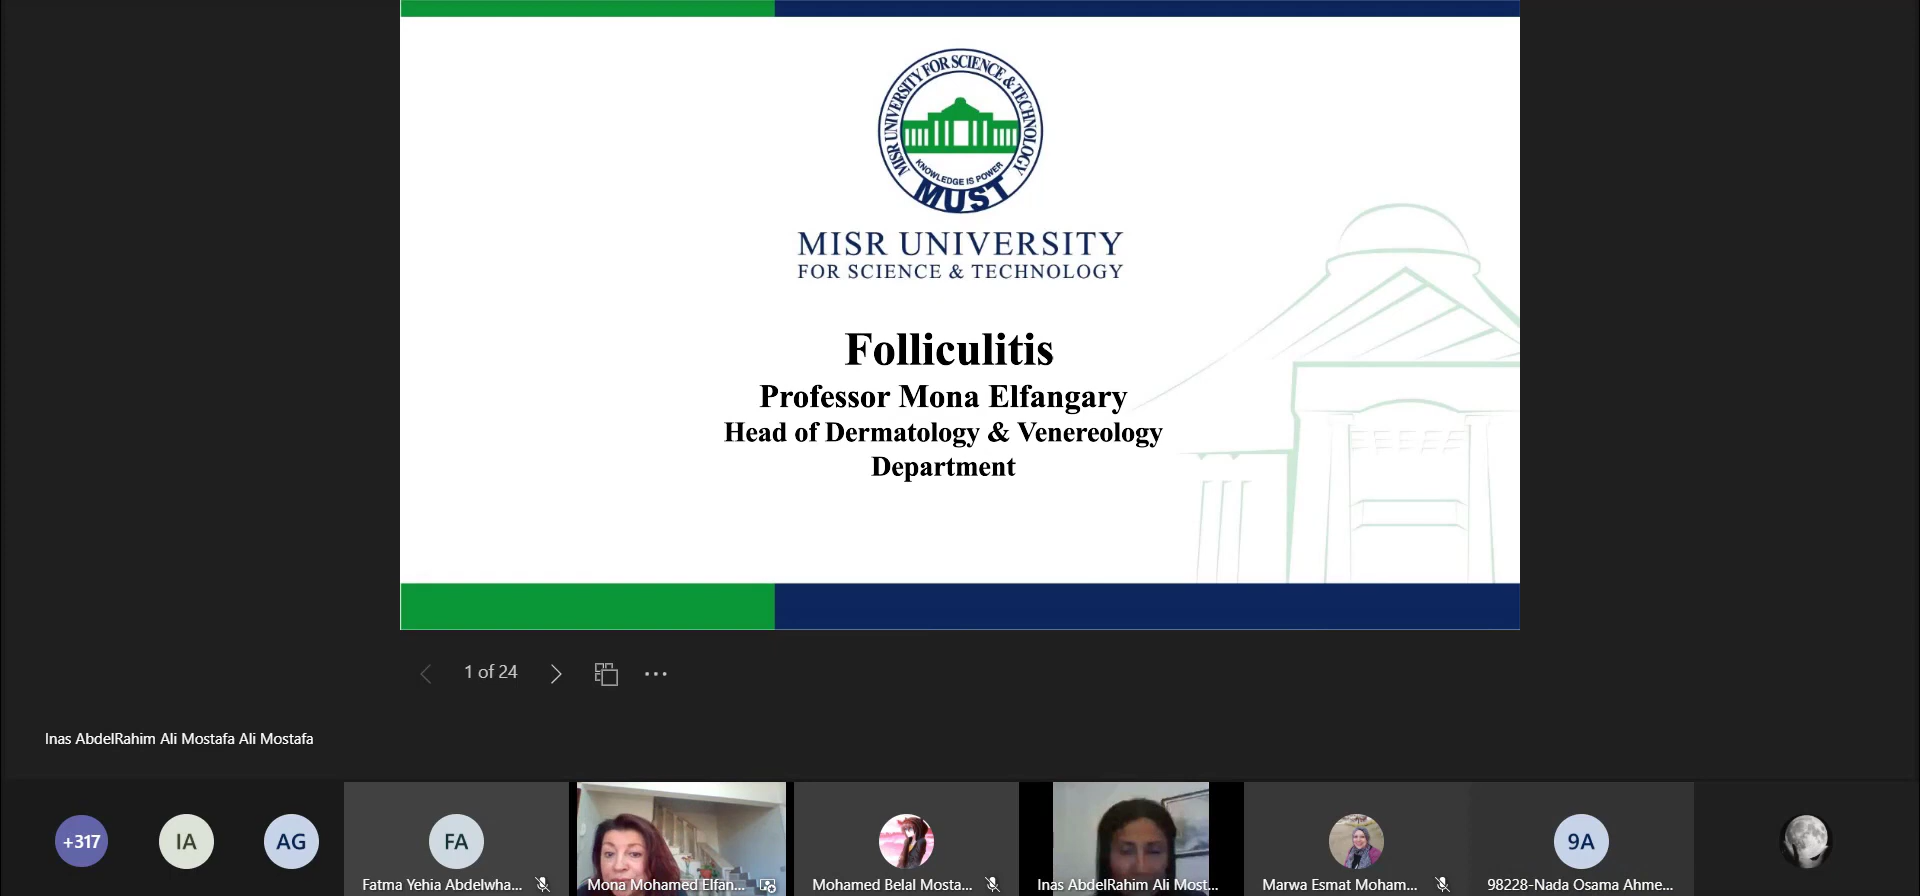 MISR UNIVERSITY FOR SCIENCE & TECHNOLOGY
KNOWLEDGE IS POWER
MUST
MISR UNIVERSITY
FOR SCIENCE & TECHNOLOGY
Folliculitis
Professor Mona Elfangary
Head of Dermatology & Venereology
Department
1 of 24
Inas AbdelRahim Ali Mostafa Ali Mostafa
+317
IA
AG
FA
9A
Fatma Yehia Abdelwha...
Mona Mohamed Elfan...
Mohamed Belal Mosta...
Inas AbdelRahim Ali Most...
Marwa Esmat Moham...
98228-Nada Osama Ahme...